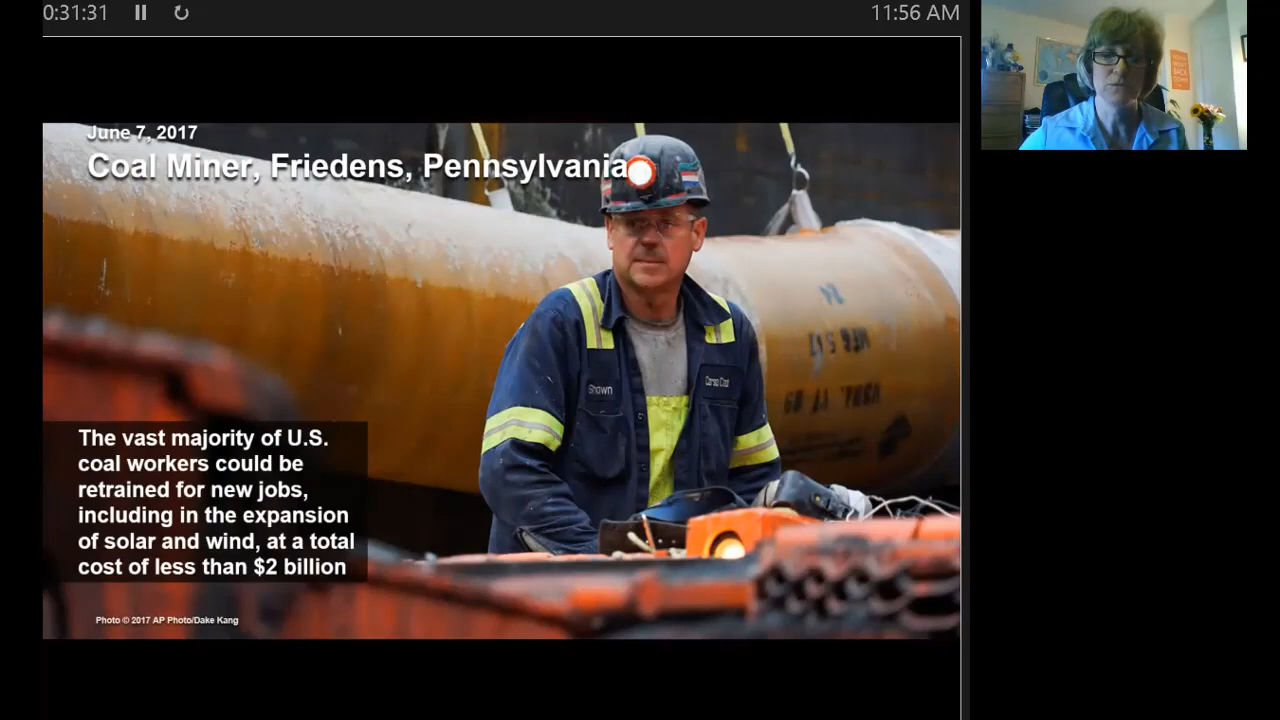 0:31:31
11:56 AM
June 7, 2017
Coal Miner, Friedens, Pennsylvania
Shawn
The vast majority of U.S.
coal workers could be
retrained for new jobs,
including in the expansion
of solar and wind, at a total
cost of less than $2 billion
Photo © 2017 AP Photo/Dake Kang